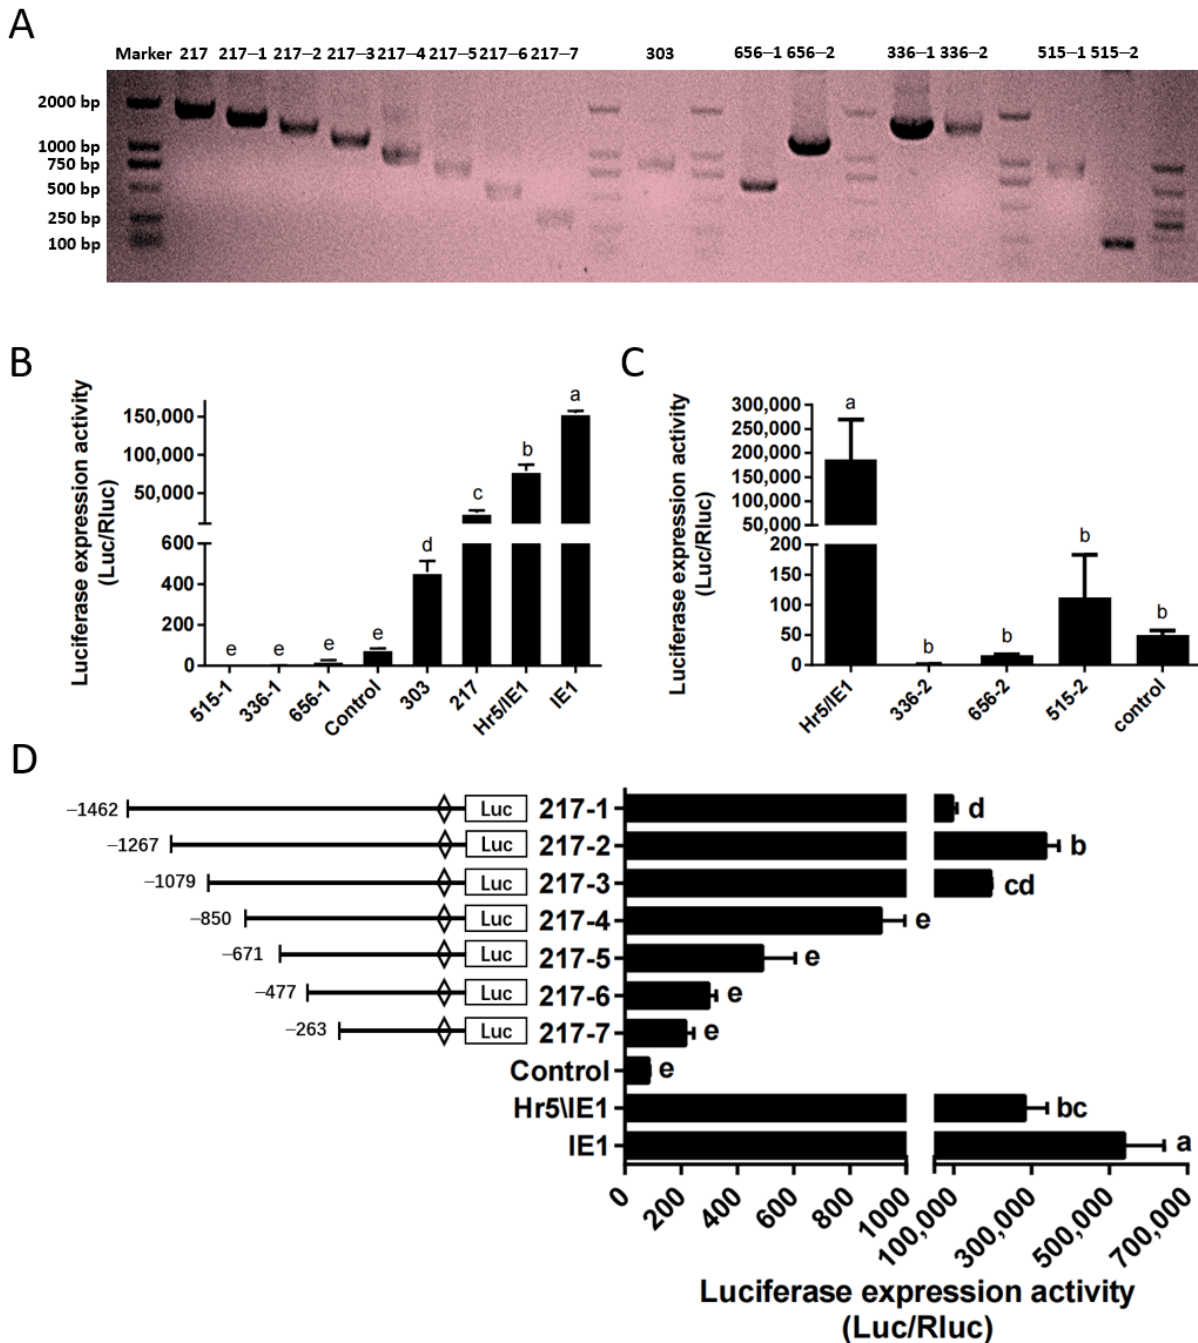 A
Marker 217 217−1 217−2 217−3 217−4 217−5 217−6 217−7 303 656−1 656−2 336−1 336−2 515−1 515−2
2000 bp
1000 bp
750 bp
500 bp
250 bp
100 bp
B
Luciferase expression activity
(Luc/Rluc)
150,000
100,000
50,000
600
400
200
0
e e e e d c b a
515-1 336-1 656-1 Control 303 217 Hr5/IE1 IE1
C
Luciferase expression activity
(Luc/Rluc)
300,000
250,000
200,000
150,000
100,000
50,000
200
150
100
50
0
a b b b b
Hr5/IE1 336-2 656-2 515-2 control
D
−1462 Luc 217-1 d
−1267 Luc 217-2 b
−1079 Luc 217-3 cd
−850 Luc 217-4 e
−671 Luc 217-5 e
−477 Luc 217-6 e
−263 Luc 217-7 e
Control e
Hr5\IE1 bc
IE1 a
0 200 400 600 800 1000 100,000 300,000 500,000 700,000
Luciferase expression activity
(Luc/Rluc)